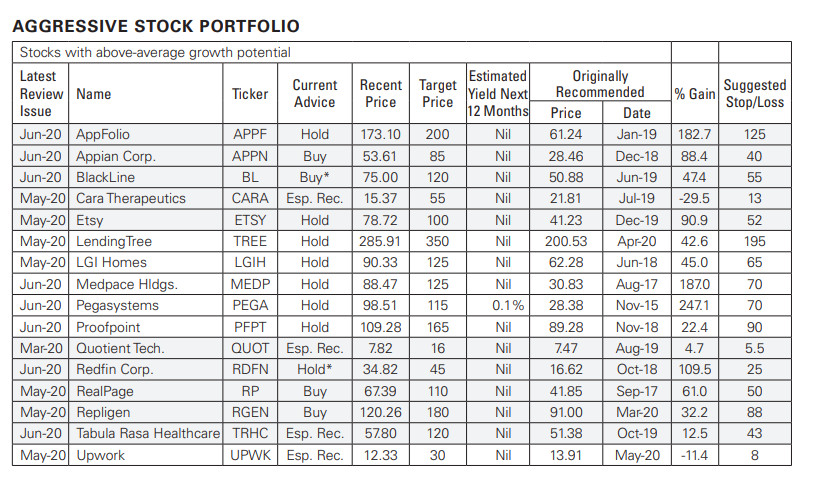 AGGRESSIVE STOCK PORTFOLIO
Stocks with above-average growth potential
Latest Review Issue Name Ticker Current Advice Recent Price Target Price Estimated Yield Next 12 Months Originally Recommended Price Date % Gain Suggested Stop/Loss
Jun-20 AppFolio APPF Hold 173.10 200 Nil 61.24 Jan-19 182.7 125
Jun-20 Appian Corp. APPN Buy 53.61 85 Nil 28.46 Dec-18 88.4 40
Jun-20 BlackLine BL Buy* 75.00 120 Nil 50.88 Jun-19 47.4 55
May-20 Cara Therapeutics CARA Esp. Rec. 15.37 55 Nil 21.81 Jul-19 -29.5 13
May-20 Etsy ETSY Hold 78.72 100 Nil 41.23 Dec-19 90.9 52
May-20 LendingTree TREE Hold 285.91 350 Nil 200.53 Apr-20 42.6 195
May-20 LGI Homes LGIH Hold 90.33 125 Nil 62.28 Jun-18 45.0 65
Jun-20 Medpace Hldgs. MEDP Hold 88.47 125 Nil 30.83 Aug-17 187.0 70
Jun-20 Pegasystems PEGA Hold 98.51 115 0.1% 28.38 Nov-15 247.1 70
Jun-20 Proofpoint PFPT Hold 109.28 165 Nil 89.28 Nov-18 22.4 90
Mar-20 Quotient Tech. QUOT Esp. Rec. 7.82 16 Nil 7.47 Aug-19 4.7 5.5
Jun-20 Redfin Corp. RDFN Hold* 34.82 45 Nil 16.62 Oct-18 109.5 25
May-20 RealPage RP Buy 67.39 110 Nil 41.85 Sep-17 61.0 50
May-20 Repligen RGEN Buy 120.26 180 Nil 91.00 Mar-20 32.2 88
Jun-20 Tabula Rasa Healthcare TRHC Esp. Rec. 57.80 120 Nil 51.38 Oct-19 12.5 43
May-20 Upwork UPWK Esp. Rec. 12.33 30 Nil 13.91 May-20 -11.4 8